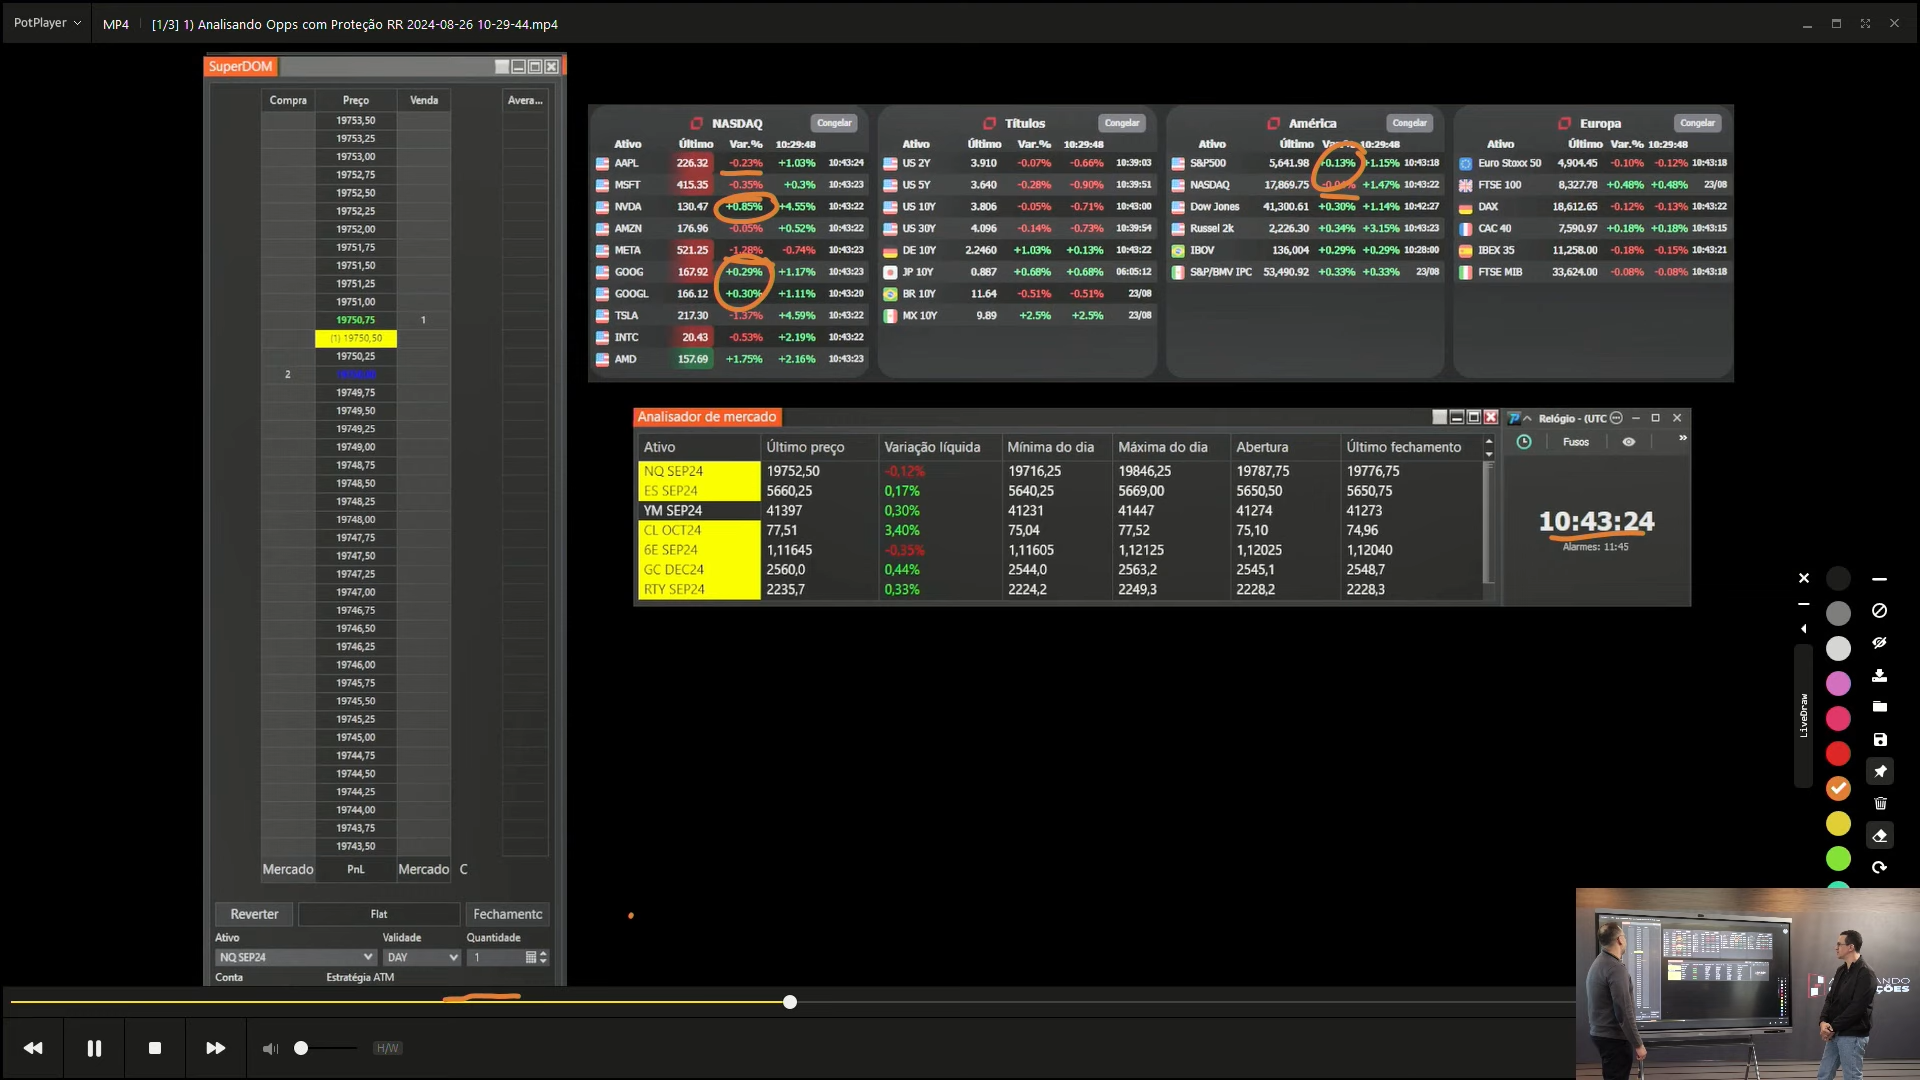 PotPlayer MP4 [1/3] 1) Analisando Opps com Proteção RR 2024-08-26 10-29-44.mp4
SuperDOM
Compra Preço Venda Avera...
19753,50
19753,25
19753,00
19752,75
19752,50
19752,25
19752,00
19751,75
19751,50
19751,25
19751,00
19750,75 1
(1) 19750,50
19750,25
2
19749,75
19749,50
19749,25
19749,00
19748,75
19748,50
19748,25
19748,00
19747,75
19747,50
19747,25
19747,00
19746,75
19746,50
19746,25
19746,00
19745,75
19745,50
19745,25
19745,00
19744,75
19744,50
19744,25
19744,00
19743,75
19743,50
Mercado PnL Mercado C
Reverter Flat Fechamentc
Ativo Validade Quantidade
NQ SEP24 DAY 1
Conta Estratégia ATM
NASDAQ Congelar
Ativo Último Var.% 10:29:48
AAPL 226.32 -0.23% +1.03% 10:43:24
MSFT 415.35 -0.35% +0.3% 10:43:23
NVDA 130.47 +0.85% +4.55% 10:43:22
AMZN 176.96 -0.05% +0.52% 10:43:22
META 521.25 -1.28% -0.74% 10:43:23
GOOG 167.92 +0.29% +1.17% 10:43:23
GOOGL 166.12 +0.30% +1.11% 10:43:20
TSLA 217.30 -1.37% +4.59% 10:43:22
INTC 20.43 -0.53% +2.19% 10:43:22
AMD 157.69 +1.75% +2.16% 10:43:23
Títulos Congelar
Ativo Último Var.% 10:29:48
US 2Y 3.910 -0.07% -0.66% 10:39:03
US 5Y 3.640 -0.28% -0.90% 10:39:51
US 10Y 3.806 -0.05% -0.71% 10:43:00
US 30Y 4.096 -0.14% -0.73% 10:39:54
DE 10Y 2.2460 +1.03% +0.13% 10:43:22
JP 10Y 0.887 +0.68% +0.68% 06:05:12
BR 10Y 11.64 -0.51% -0.51% 23/08
MX 10Y 9.89 +2.5% +2.5% 23/08
América Congelar
Ativo Último Var.% 10:29:48
S&P500 5,641.98 +0.13% +1.15% 10:43:18
NASDAQ 17,869.75 +1.47% 10:43:22
Dow Jones 41,300.61 +0.30% +1.14% 10:42:27
Russel 2k 2,226.30 +0.34% +3.15% 10:43:23
IBOV 136,004 +0.29% +0.29% 10:28:00
S&P/BMV IPC 53,490.92 +0.33% +0.33% 23/08
Europa Congelar
Ativo Último Var.% 10:29:48
Euro Stoxx 50 4,904.45 -0.10% -0.12% 10:43:18
FTSE 100 8,327.78 +0.48% +0.48% 23/08
DAX 18,612.65 -0.12% -0.13% 10:43:22
CAC 40 7,590.97 +0.18% +0.18% 10:43:15
IBEX 35 11,258.00 -0.18% -0.15% 10:43:21
FTSE MIB 33,624.00 -0.08% -0.08% 10:43:18
Analisador de mercado
Ativo Último preço Variação líquida Mínima do dia Máxima do dia Abertura Último fechamento
NQ SEP24 19752,50 -0,12% 19716,25 19846,25 19787,75 19776,75
ES SEP24 5660,25 0,17% 5640,25 5669,00 5650,50 5650,75
YM SEP24 41397 0,30% 41231 41447 41274 41273
CL OCT24 77,51 3,40% 75,04 77,52 75,10 74,96
6E SEP24 1,11645 -0,35% 1,11605 1,12125 1,12025 1,12040
GC DEC24 2560,0 0,44% 2544,0 2563,2 2545,1 2548,7
RTY SEP24 2235,7 0,33% 2224,2 2249,3 2228,2 2228,3
Relógio - (UTC
Fusos
10:43:24
Alarmes: 11:45
LiveDraw
H/W